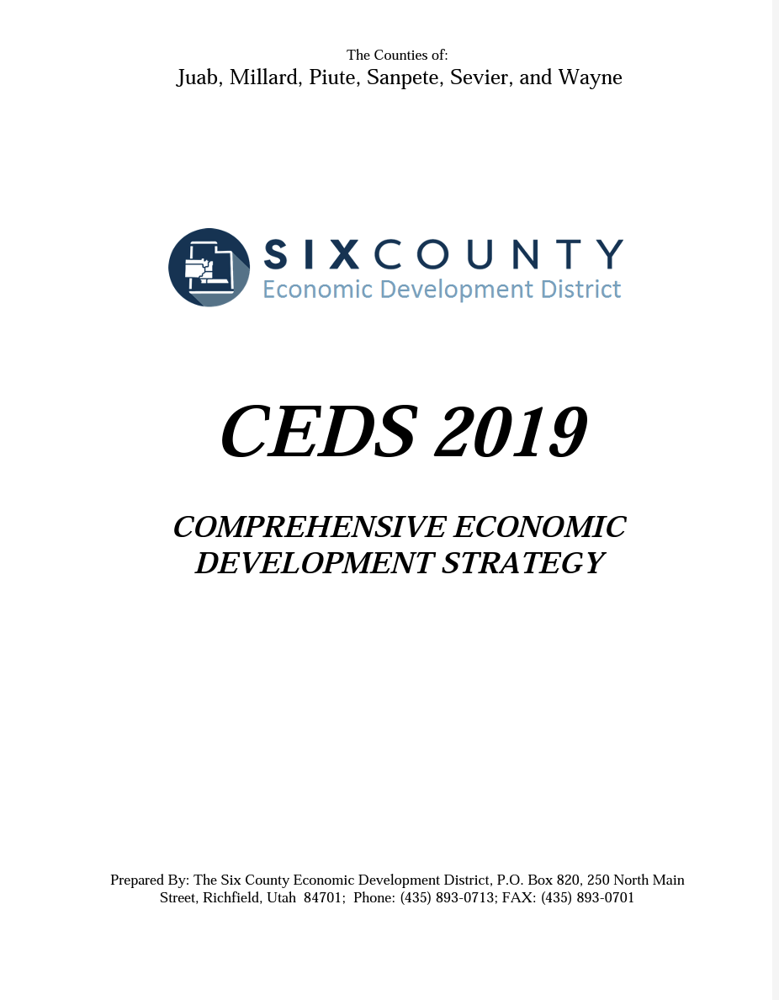 The Counties of:
Juab, Millard, Piute, Sanpete, Sevier, and Wayne
SIXCOUNTY
Economic Development District
CEDS 2019
COMPREHENSIVE ECONOMIC
DEVELOPMENT STRATEGY
Prepared By: The Six County Economic Development District, P.O. Box 820, 250 North Main
Street, Richfield, Utah  84701;  Phone: (435) 893-0713; FAX: (435) 893-0701